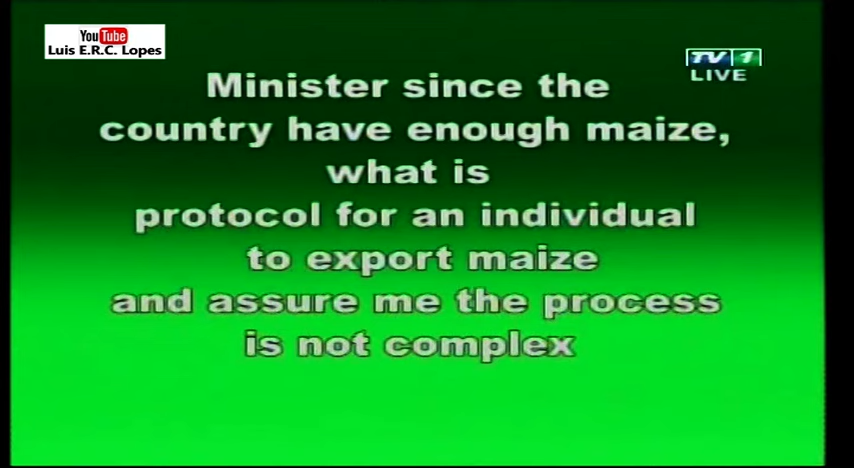 YouTube
Luis E.R.C. Lopes
TV1
LIVE
Minister since the
country have enough maize,
what is
protocol for an individual
to export maize
and assure me the process
is not complex